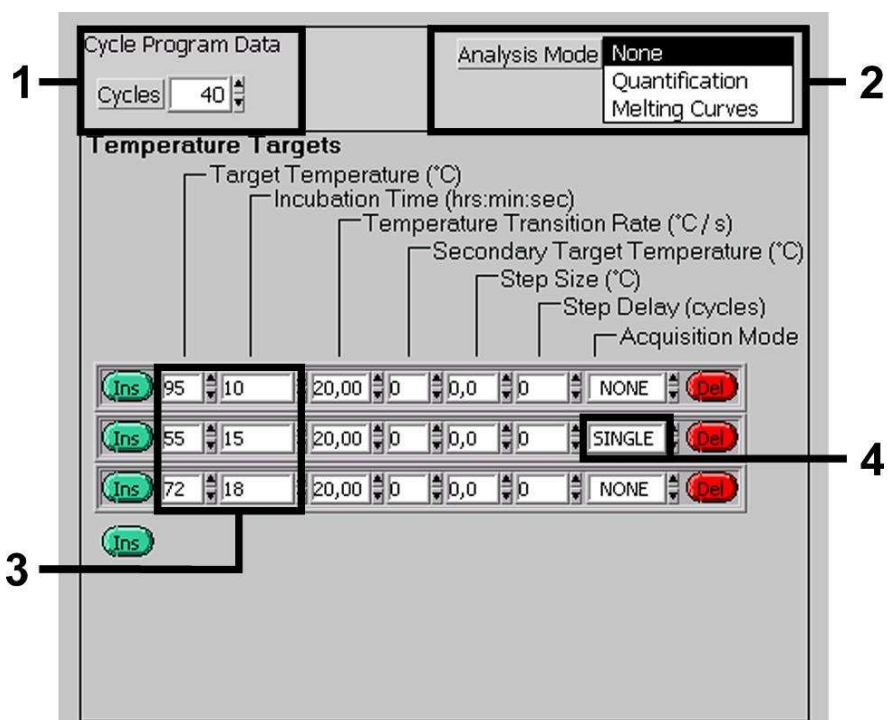 Cycle Program Data
Cycles 40
1
Analysis Mode None
Quantification
Melting Curves
2
Temperature Targets
Target Temperature (°C)
Incubation Time (hrs:min:sec)
Temperature Transition Rate (°C / s)
Secondary Target Temperature (°C)
Step Size (°C)
Step Delay (cycles)
Acquisition Mode
Ins 95 10 20,00 0 0,0 0 NONE Del
Ins 55 15 20,00 0 0,0 0 SINGLE Del
4
Ins 72 18 20,00 0 0,0 0 NONE Del
Ins
3